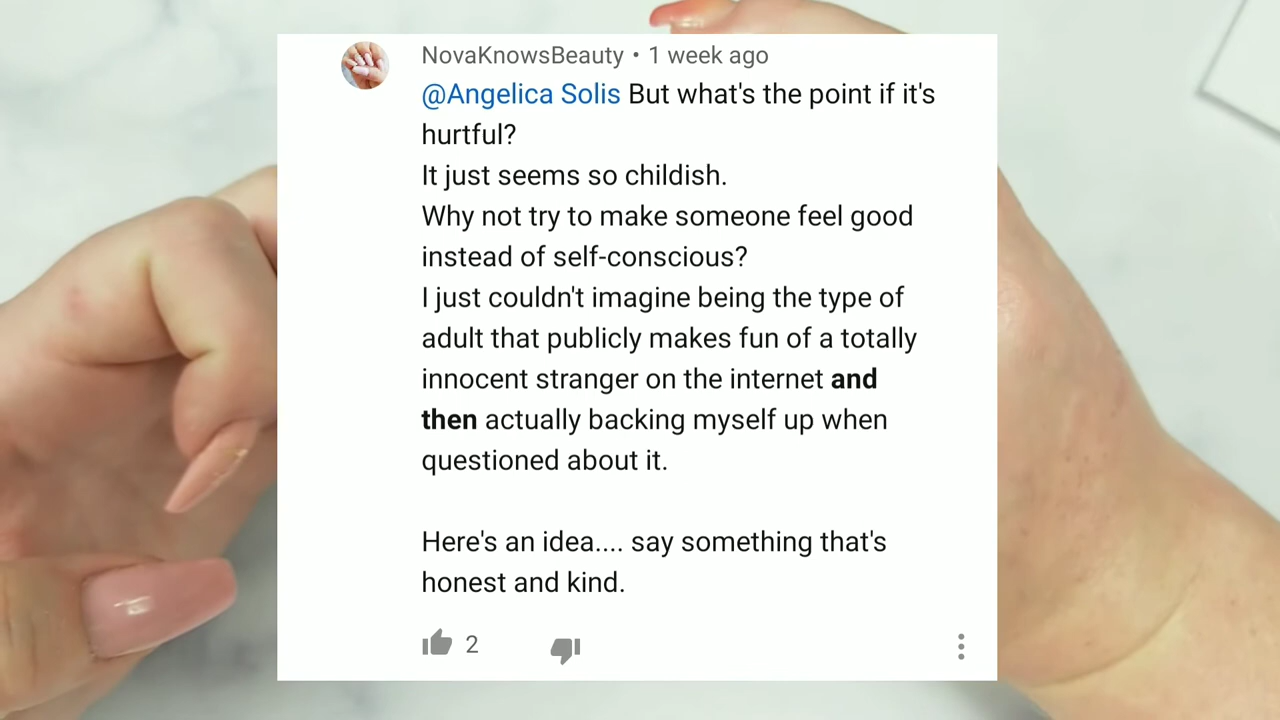 NovaKnowsBeauty • 1 week ago
@Angelica Solis But what's the point if it's
hurtful?
It just seems so childish.
Why not try to make someone feel good
instead of self-conscious?
I just couldn't imagine being the type of
adult that publicly makes fun of a totally
innocent stranger on the internet and
then actually backing myself up when
questioned about it.
Here's an idea.... say something that's
honest and kind.
2